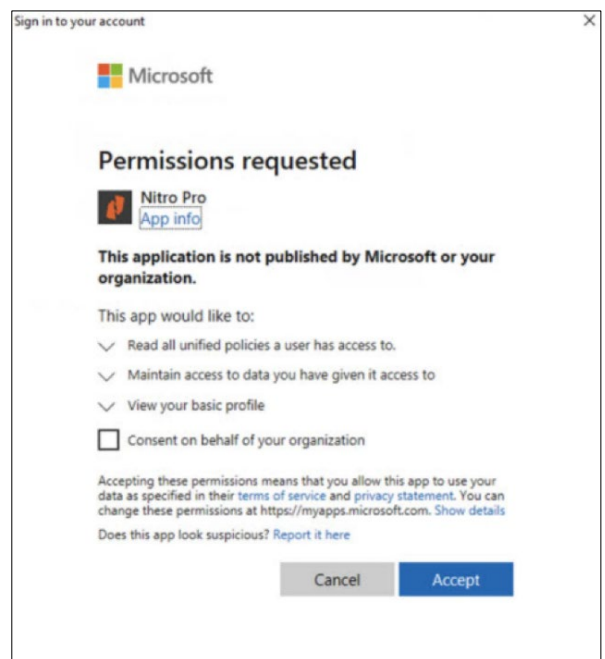 Sign in to your account
Microsoft
Permissions requested
Nitro Pro
App info
This application is not published by Microsoft or your
organization.
This app would like to:
Read all unified policies a user has access to.
Maintain access to data you have given it access to
View your basic profile
Consent on behalf of your organization
Accepting these permissions means that you allow this app to use your
data as specified in their terms of service and privacy statement. You can
change these permissions at https://myapps.microsoft.com. Show details
Does this app look suspicious? Report it here
Cancel Accept